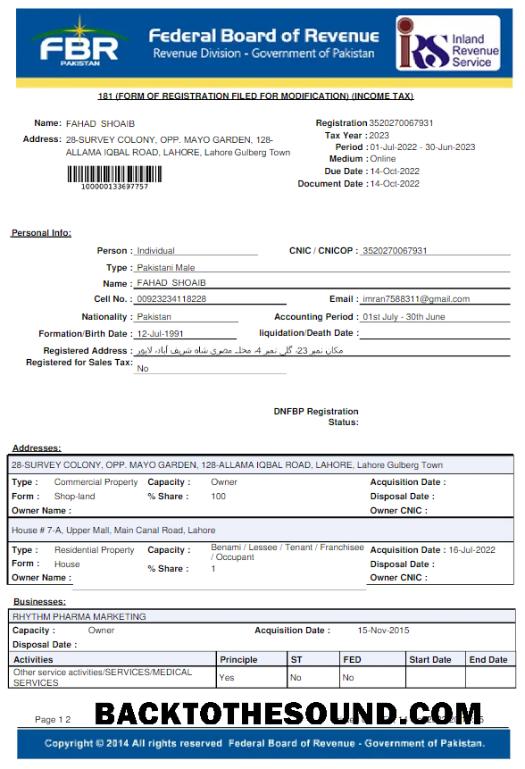 FBR
PAKISTAN
Federal Board of Revenue
Revenue Division - Government of Pakistan
IRS
Inland
Revenue
Service
181 (FORM OF REGISTRATION FILED FOR MODIFICATION) (INCOME TAX)
Name: FAHAD SHOAIB
Address: 28-SURVEY COLONY, OPP. MAYO GARDEN, 128-
ALLAMA IQBAL ROAD, LAHORE, Lahore Gulberg Town
100000133697757
Registration 3520270067931
Tax Year : 2023
Period : 01-Jul-2022 - 30-Jun-2023
Medium : Online
Due Date : 14-Oct-2022
Document Date : 14-Oct-2022
Personal Info:
Person : Individual CNIC / CNICOP : 3520270067931
Type : Pakistani Male
Name : FAHAD SHOAIB
Cell No. : 00923234118228 Email : imran7588311@gmail.com
Nationality : Pakistan Accounting Period : 01st July - 30th June
Formation/Birth Date : 12-Jul-1991 liquidation/Death Date :
Registered Address : مکان نمبر 23، گلی نمبر 4، محلہ مصری شاہ شریف آباد، لاہور
Registered for Sales Tax: No
DNFBP Registration
Status:
Addresses:
28-SURVEY COLONY, OPP. MAYO GARDEN, 128-ALLAMA IQBAL ROAD, LAHORE, Lahore Gulberg Town
Type : Commercial Property Capacity : Owner Acquisition Date :
Form : Shop-land % Share : 100 Disposal Date :
Owner Name : Owner CNIC :
House # 7-A, Upper Mall, Main Canal Road, Lahore
Type : Residential Property Capacity : Benami / Lessee / Tenant / Franchisee / Occupant Acquisition Date : 16-Jul-2022
Form : House % Share : 1 Disposal Date :
Owner Name : Owner CNIC :
Businesses:
RHYTHM PHARMA MARKETING
Capacity : Owner Acquisition Date : 15-Nov-2015
Disposal Date :
Activities Principle ST FED Start Date End Date
Other service activities/SERVICES/MEDICAL
SERVICES Yes No No
Page 1 2
BACKTOTHESOUND.COM
Copyright © 2014 All rights reserved Federal Board of Revenue - Government of Pakistan.